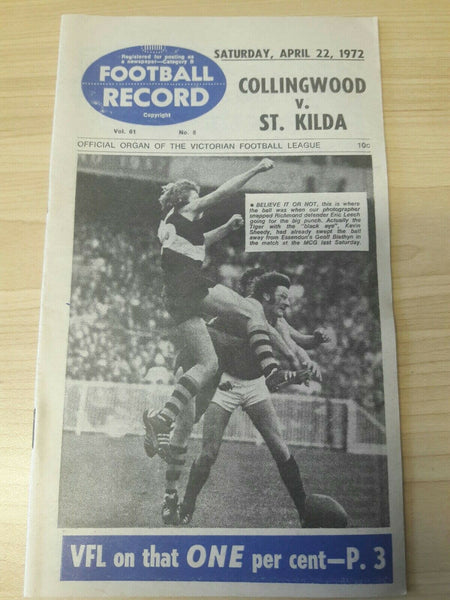 Registered for posting as
a newspaper—Category B
FOOTBALL
RECORD
Copyright
Vol. 61 No. 5
SATURDAY, APRIL 22, 1972
COLLINGWOOD
v.
ST. KILDA
OFFICIAL ORGAN OF THE VICTORIAN FOOTBALL LEAGUE 10c
★ BELIEVE IT OR NOT, this is where
the ball was when our photographer
snapped Richmond defender Eric Leech
going for the big punch. Actually the
Tiger with the "black eye", Kevin
Sheedy, had already swept the ball
away from Essendon's Geoff Blethyn in
the match at the MCG last Saturday.
VFL on that ONE per cent—P. 3